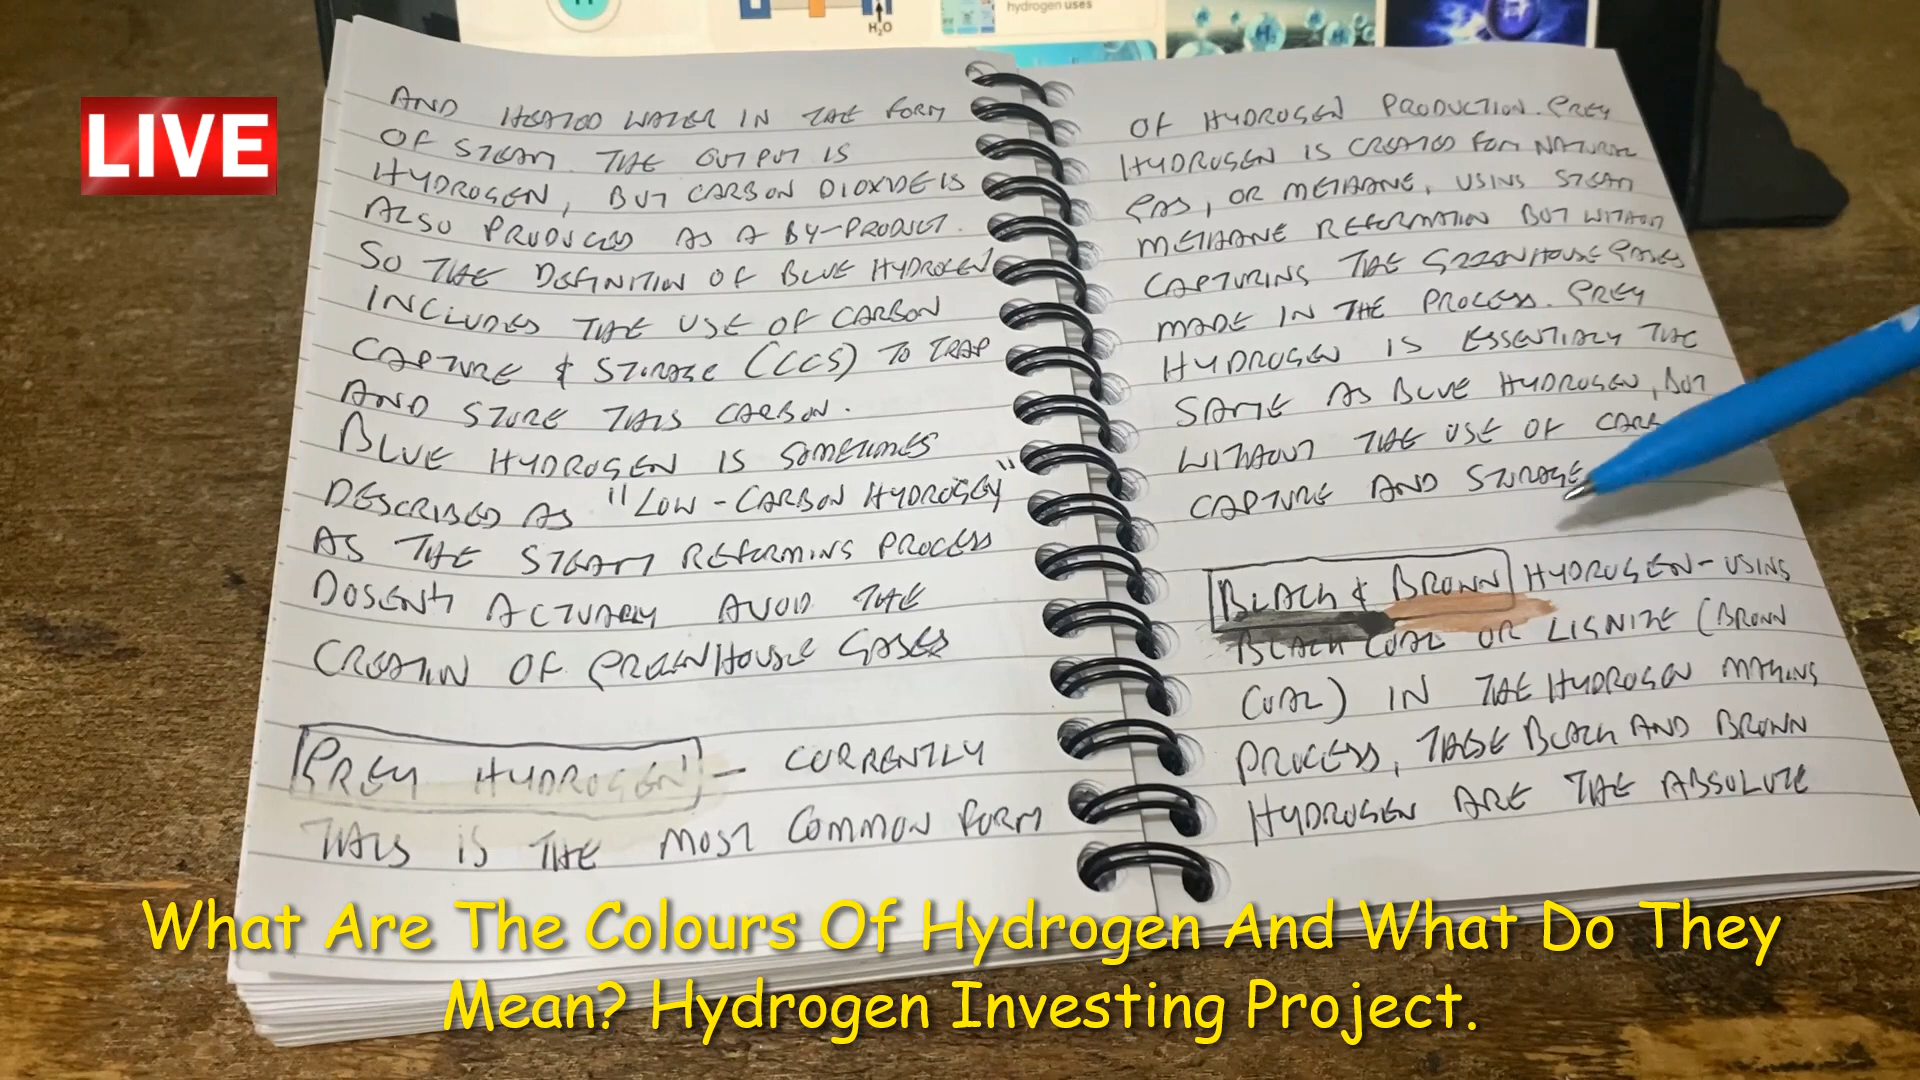 hydrogen uses
H₂O
H
H₂
LIVE
AND HEATED WATER IN THE FORM
OF STEAM. THE OUTPUT IS
HYDROGEN, BUT CARBON DIOXIDE IS
ALSO PRODUCED AS A BY-PRODUCT.
SO THE DEFINITION OF BLUE HYDROGEN
INCLUDES THE USE OF CARBON
CAPTURE & STORAGE (CCS) TO TRAP
AND STORE THIS CARBON.
BLUE HYDROGEN IS SOMETIMES
DESCRIBED AS "LOW-CARBON HYDROGEN"
AS THE STEAM REFORMING PROCESS
DOSENT ACTUALLY AVOID THE
CREATION OF GREENHOUSE GASES
GREY HYDROGEN - CURRENTLY
THIS IS THE MOST COMMON FORM
OF HYDROGEN PRODUCTION. GREY
HYDROGEN IS CREATED FOM NATURAL
GAS, OR METHANE, USING STEAM
METHANE REFORMATION BUT WITHOUT
CAPTURING THE GREENHOUSE GASES
MADE IN THE PROCESS. GREY
HYDROGEN IS ESSENTIALLY THE
SAME AS BLUE HYDROGEN, BUT
WITHOUT THE USE OF CARB
CAPTURE AND STORAGE
BLACK & BROWN HYDROGEN - USING
BLACK COAL OR LIGNITE (BROWN
COAL) IN THE HYDROGEN MAKING
PROCESS, THESE BLACK AND BROWN
HYDROGEN ARE THE ABSOLUTE
What Are The Colours Of Hydrogen And What Do They
Mean? Hydrogen Investing Project.